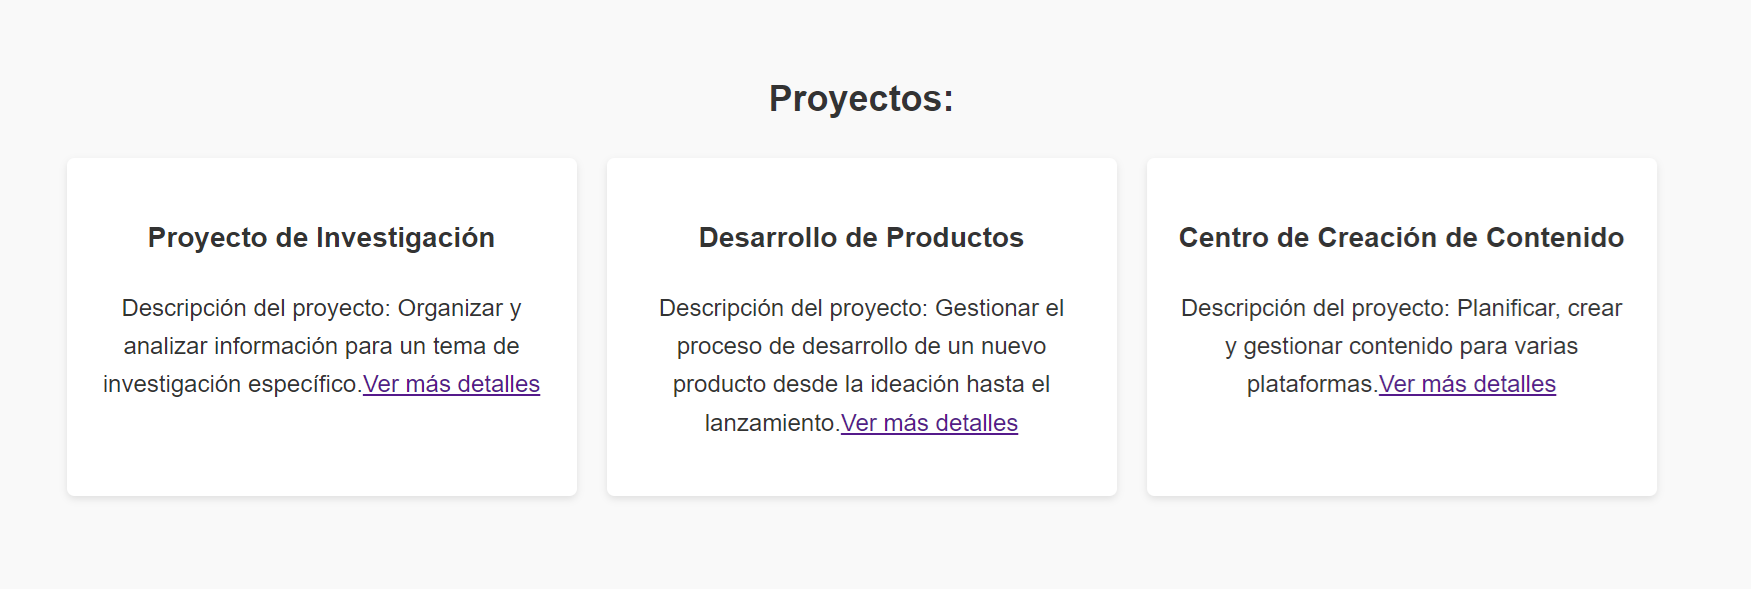 Proyectos:
Proyecto de Investigación
Descripción del proyecto: Organizar y
analizar información para un tema de
investigación específico.Ver más detalles
Desarrollo de Productos
Descripción del proyecto: Gestionar el
proceso de desarrollo de un nuevo
producto desde la ideación hasta el
lanzamiento.Ver más detalles
Centro de Creación de Contenido
Descripción del proyecto: Planificar, crear
y gestionar contenido para varias
plataformas.Ver más detalles